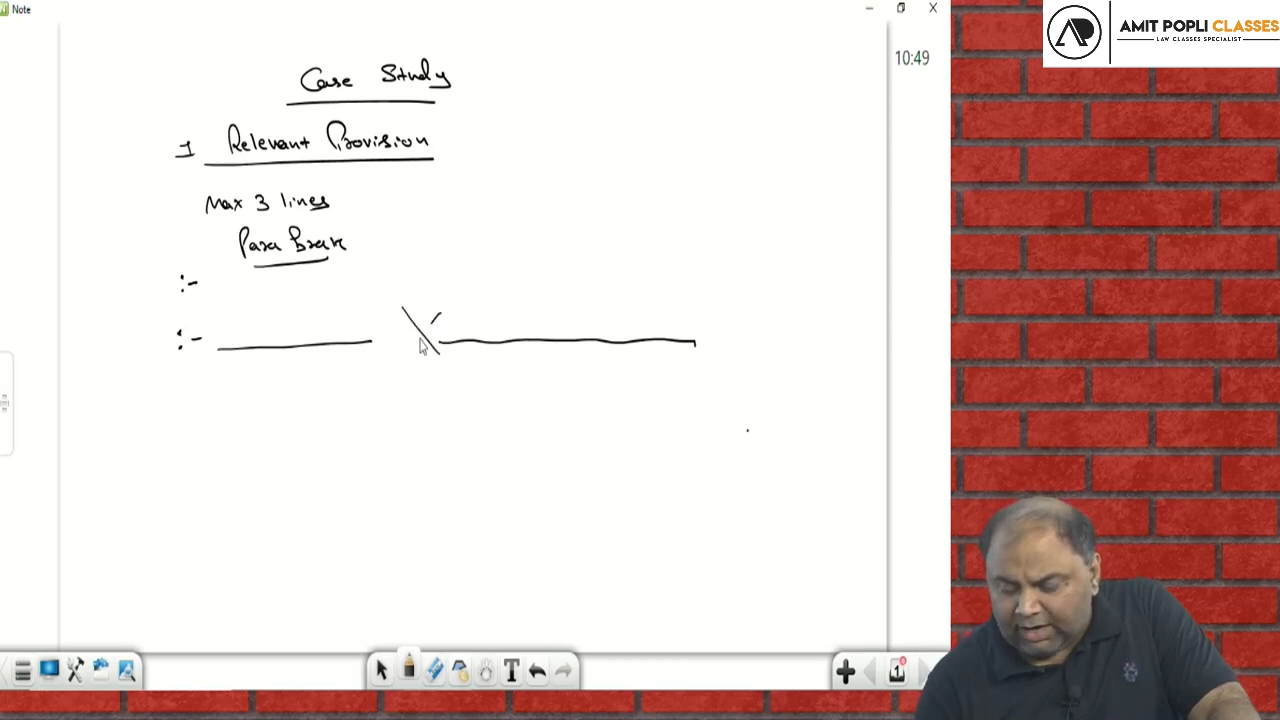 Note
AMIT POPLI CLASSES
LAW CLASSES SPECIALIST
10:49
Case Study
1 Relevant Provision
Max 3 lines
Para Break
:-
:-
T
1